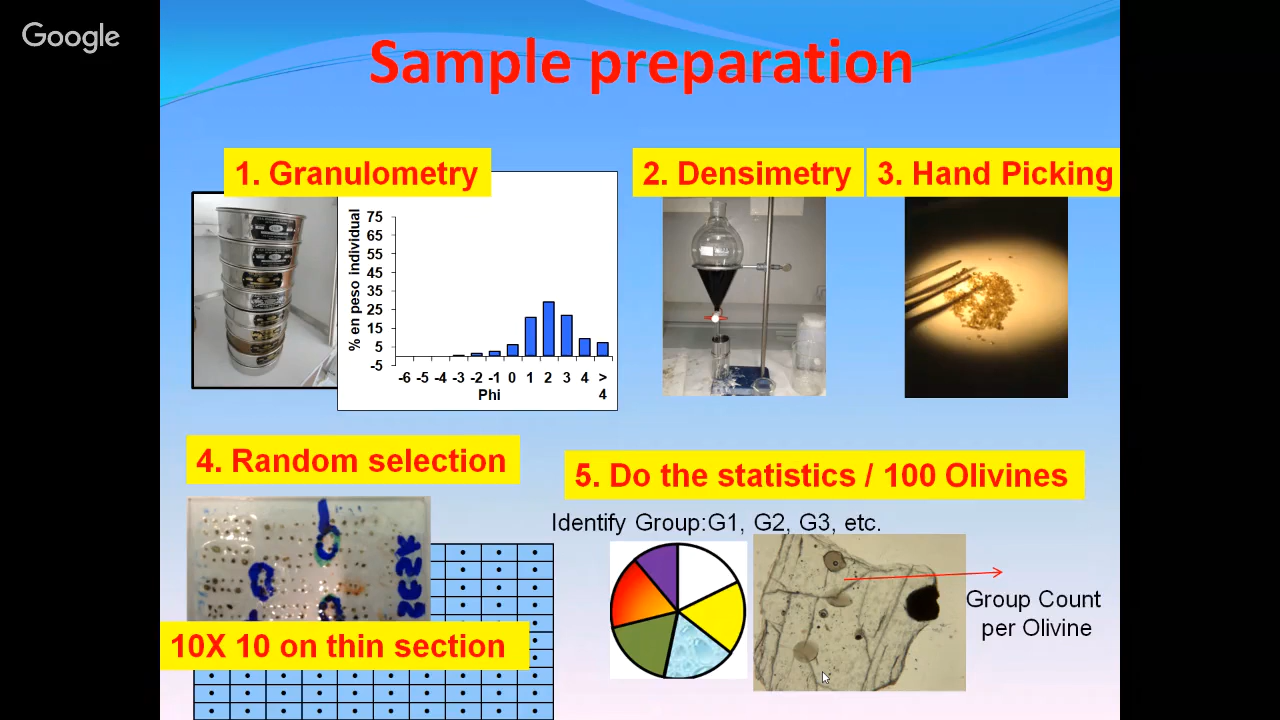 Google
Sample preparation
1. Granulometry
2. Densimetry
3. Hand Picking
% en peso individual
75
65
55
45
35
25
15
5
-5
-6 -5 -4 -3 -2 -1 0 1 2 3 4 >
4
Phi
4. Random selection
5. Do the statistics / 100 Olivines
Identify Group:G1, G2, G3, etc.
10X 10 on thin section
Group Count
per Olivine